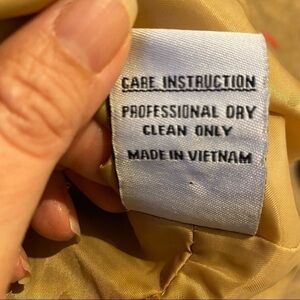 CARE INSTRUCTION
PROFESSIONAL DRY
CLEAN ONLY
MADE IN VIETNAM